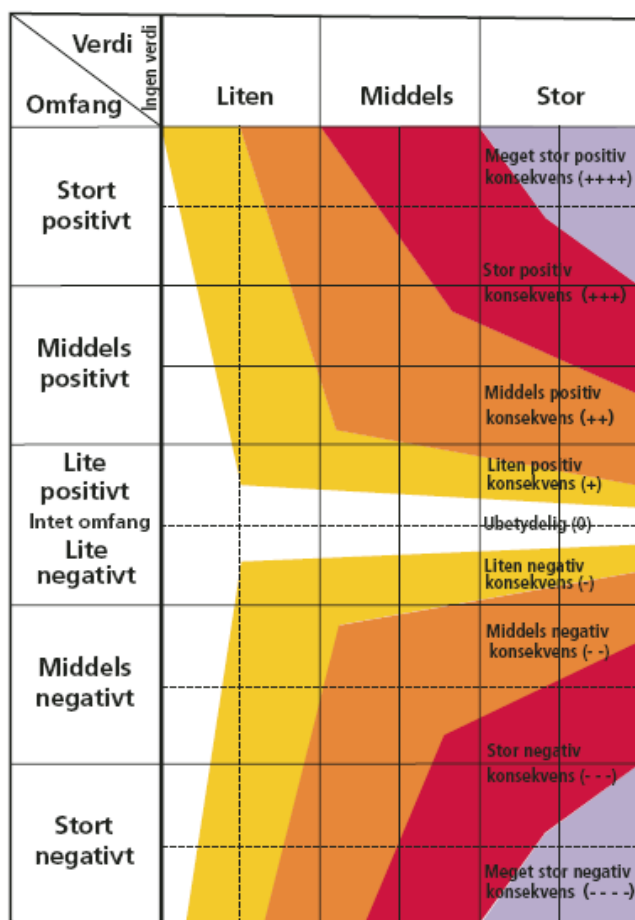 Verdi
Ingen verdi
Omfang
Liten
Middels
Stor
Stort
positivt
Middels
positivt
Lite
positivt
Intet omfang
Lite
negativt
Middels
negativt
Stort
negativt
Meget stor positiv
konsekvens (++++)
Stor positiv
konsekvens (+++)
Middels positiv
konsekvens (++)
Liten positiv
konsekvens (+)
Ubetydelig (0)
Liten negativ
konsekvens (-)
Middels negativ
konsekvens (- -)
Stor negativ
konsekvens (- - -)
Meget stor negativ
konsekvens (- - - -)